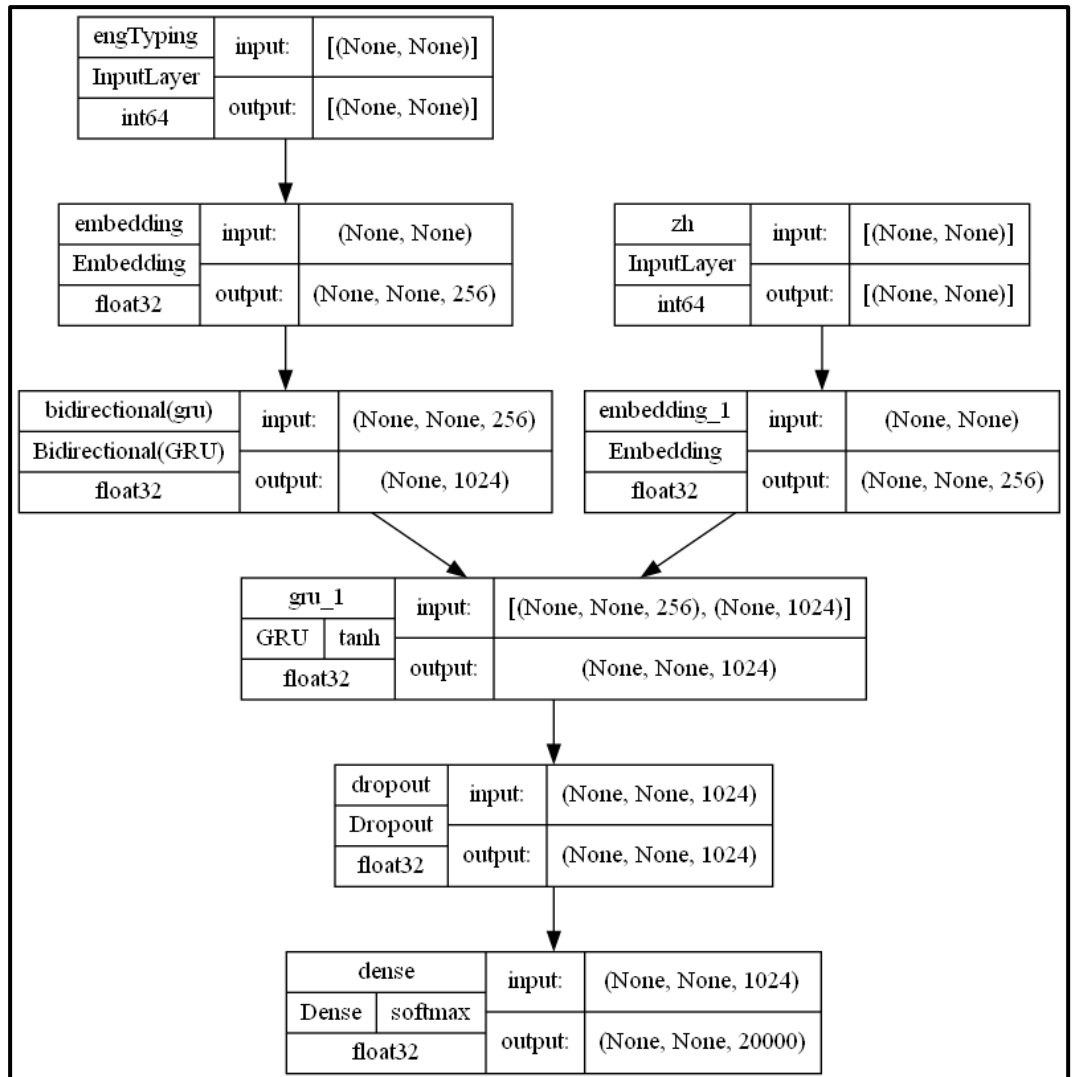 engTyping
InputLayer
int64
input:
[(None, None)]
output:
[(None, None)]
embedding
Embedding
float32
input:
(None, None)
output:
(None, None, 256)
zh
InputLayer
int64
input:
[(None, None)]
output:
[(None, None)]
bidirectional(gru)
Bidirectional(GRU)
float32
input:
(None, None, 256)
output:
(None, 1024)
embedding_1
Embedding
float32
input:
(None, None)
output:
(None, None, 256)
gru_1
GRU tanh
float32
input:
[(None, None, 256), (None, 1024)]
output:
(None, None, 1024)
dropout
Dropout
float32
input:
(None, None, 1024)
output:
(None, None, 1024)
dense
Dense softmax
float32
input:
(None, None, 1024)
output:
(None, None, 20000)